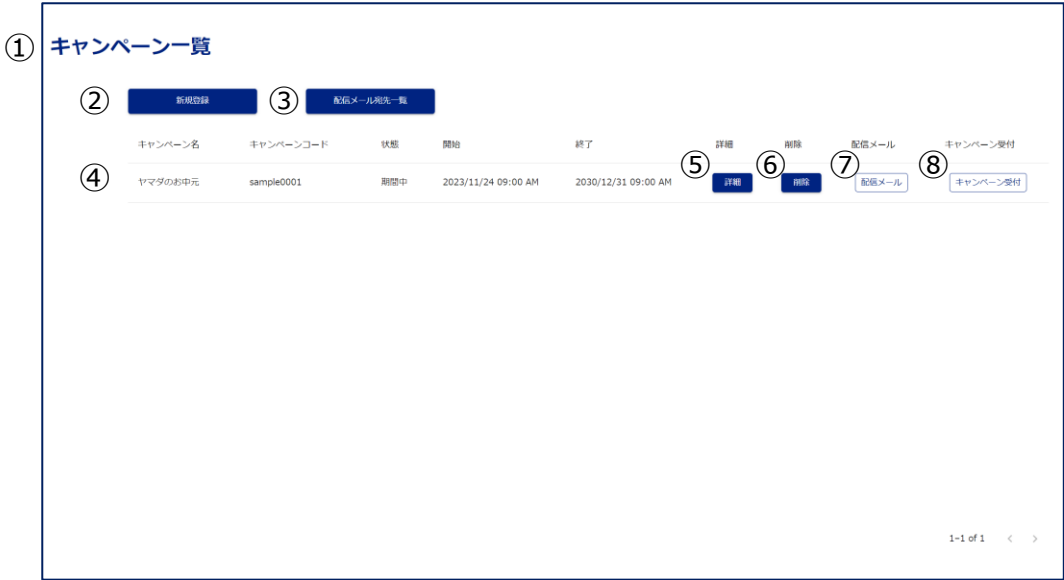 ① キャンペーン一覧
② 新規登録 ③ 配信メール宛先一覧
キャンペーン名 キャンペーンコード 状態 開始 終了 詳細 削除 配信メール キャンペーン受付
④ ヤマダのお中元 sample0001 期間中 2023/11/24 09:00 AM 2030/12/31 09:00 AM ⑤ 詳細 ⑥ 削除 ⑦ 配信メール ⑧ キャンペーン受付
1–1 of 1